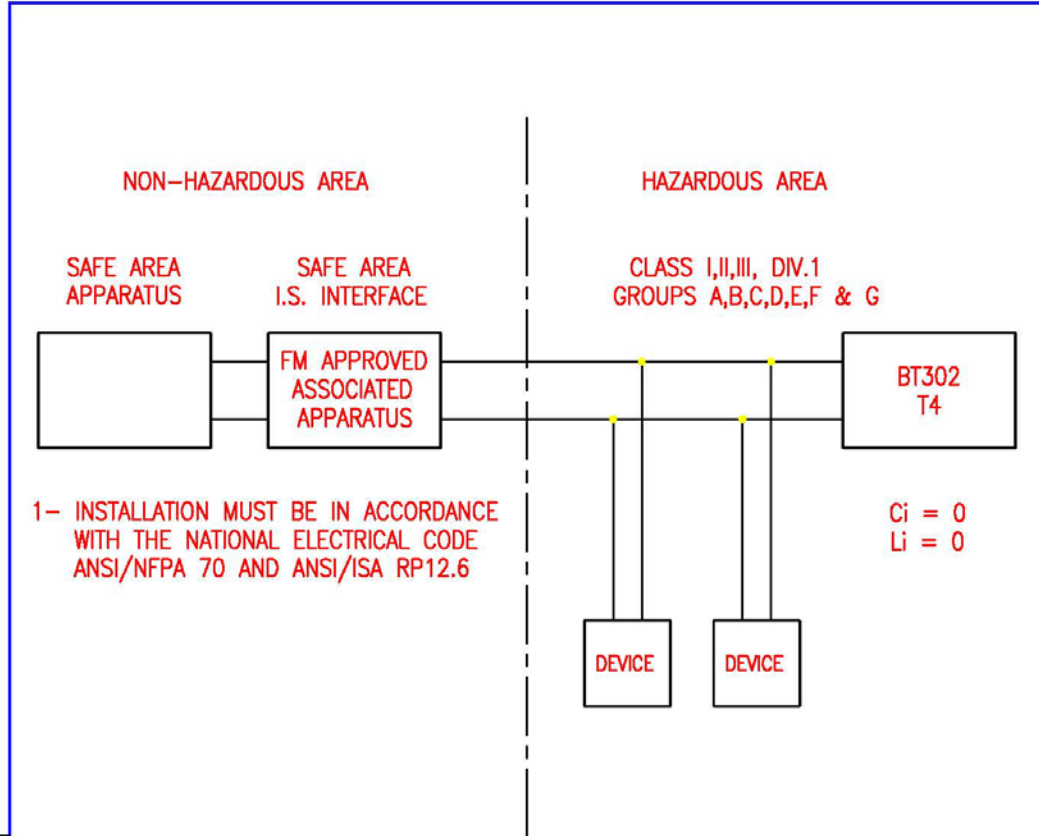 NON-HAZARDOUS AREA
HAZARDOUS AREA
SAFE AREA
APPARATUS
SAFE AREA
I.S. INTERFACE
CLASS I,II,III, DIV.1
GROUPS A,B,C,D,E,F & G
FM APPROVED
ASSOCIATED
APPARATUS
BT302
T4
1- INSTALLATION MUST BE IN ACCORDANCE
WITH THE NATIONAL ELECTRICAL CODE
ANSI/NFPA 70 AND ANSI/ISA RP12.6
Ci = 0
Li = 0
DEVICE
DEVICE